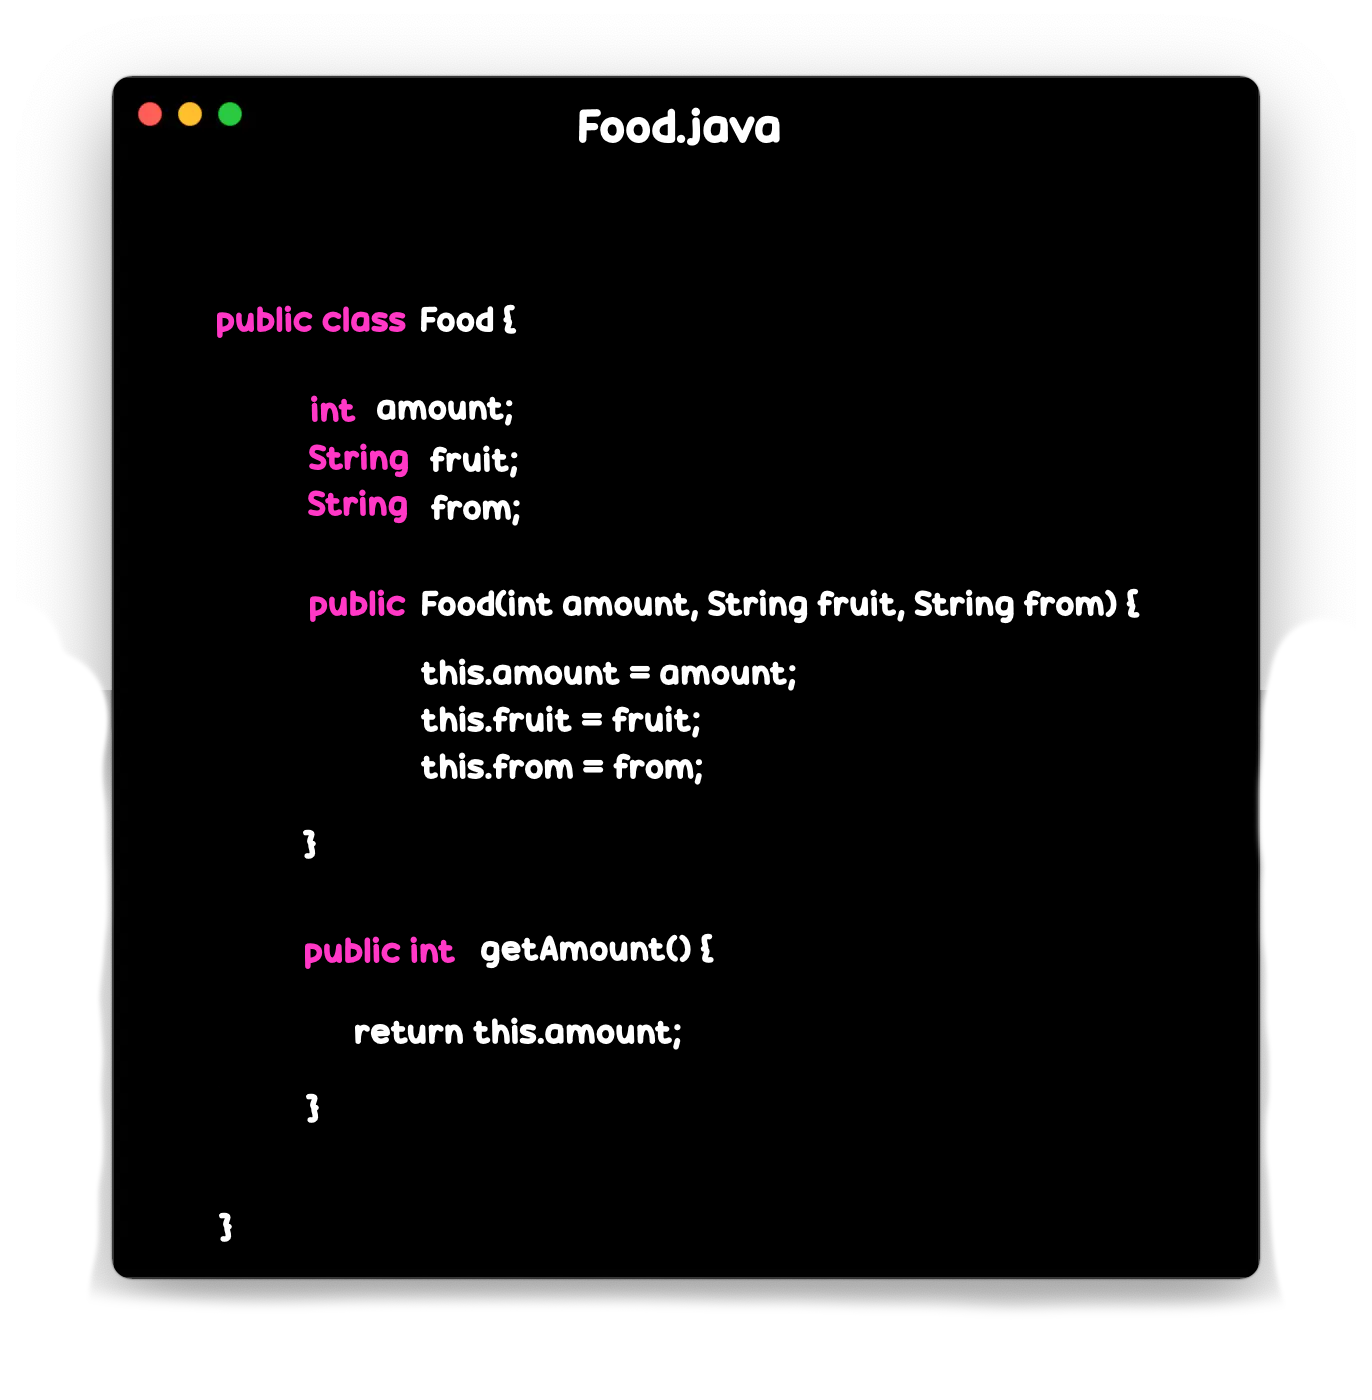 Food.java
public class Food {
int amount;
String fruit;
String from;
public Food(int amount, String fruit, String from) {
this.amount = amount;
this.fruit = fruit;
this.from = from;
}
public int getAmount() {
return this.amount;
}
}